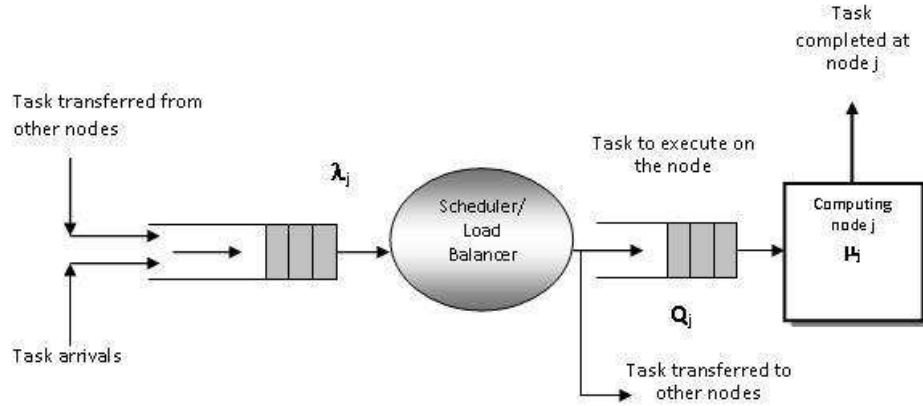 Task
completed at
node j
Task transferred from
other nodes
Task to execute on
the node
λj
Scheduler/
Load
Balancer
Computing
node j
μj
Qj
Task arrivals
Task transferred to
other nodes